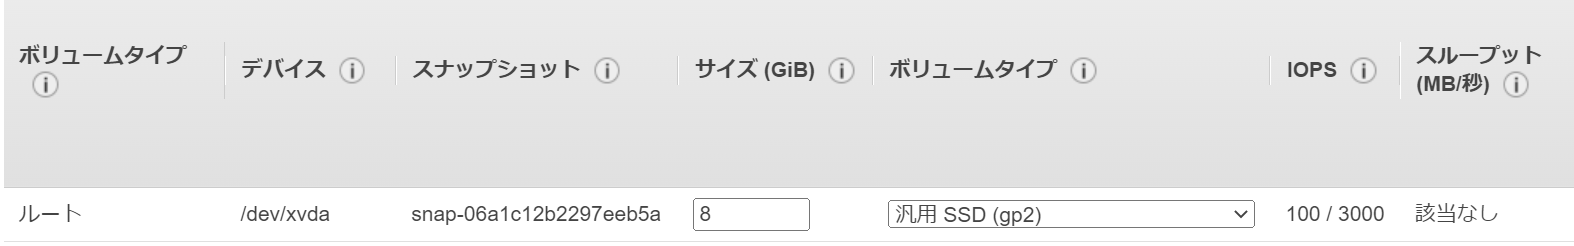 ボリュームタイプ
デバイス
スナップショット
サイズ (GiB)
ボリュームタイプ
IOPS
スループット
(MB/秒)
ルート
/dev/xvda
snap-06a1c12b2297eeb5a
8
汎用 SSD (gp2)
100 / 3000
該当なし